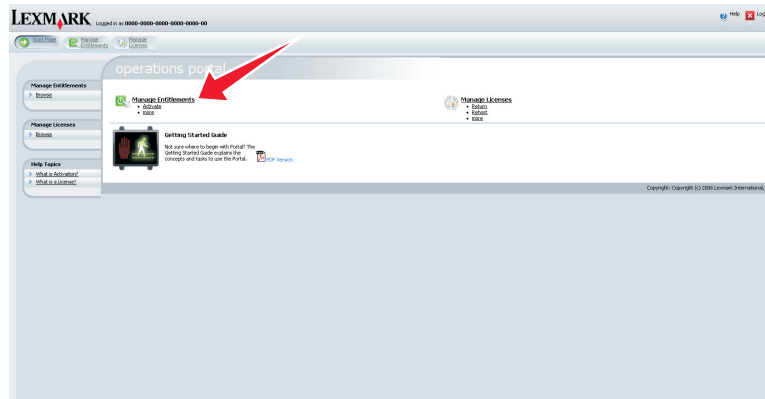 LEXMARK Logged in as 0000-0000-0000-0000-0000-00
Help Log
Start Page Manage Entitlements Manage Licenses
operations portal
Manage Entitlements
Browse
Manage Licenses
Browse
Help Topics
What is Activation?
What is a License?
Manage Entitlements
Activate
more
Manage Licenses
Return
Rehost
more
Getting Started Guide
Not sure where to begin with Portal? The
Getting Started Guide explains the
concepts and tasks to use the Portal.
PDF Version
Copyright: Copyright (c) 2006 Lexmark International,